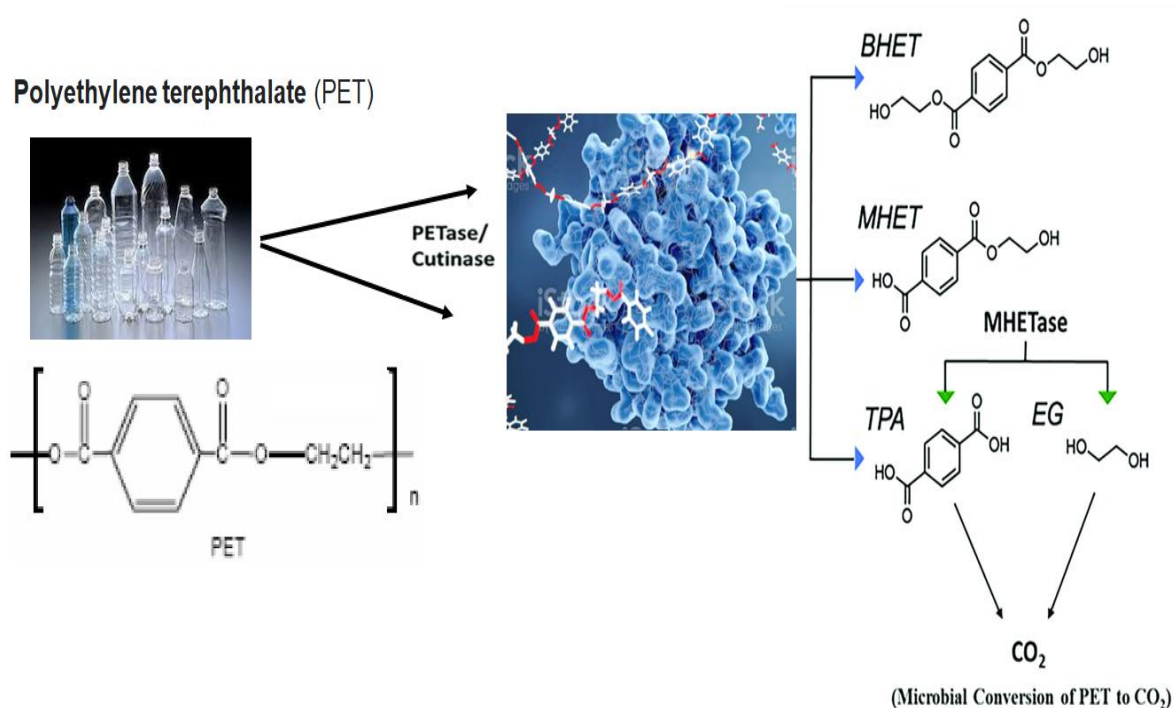 Polyethylene terephthalate (PET)
PETase/
Cutinase
iStock
O
O
O
C
C
O
CH₂CH₂
n
PET
BHET
O
OH
O
HO
O
O
MHET
O
OH
O
HO
O
MHETase
TPA
O
OH
HO
O
EG
HO
OH
CO₂
(Microbial Conversion of PET to CO₂)